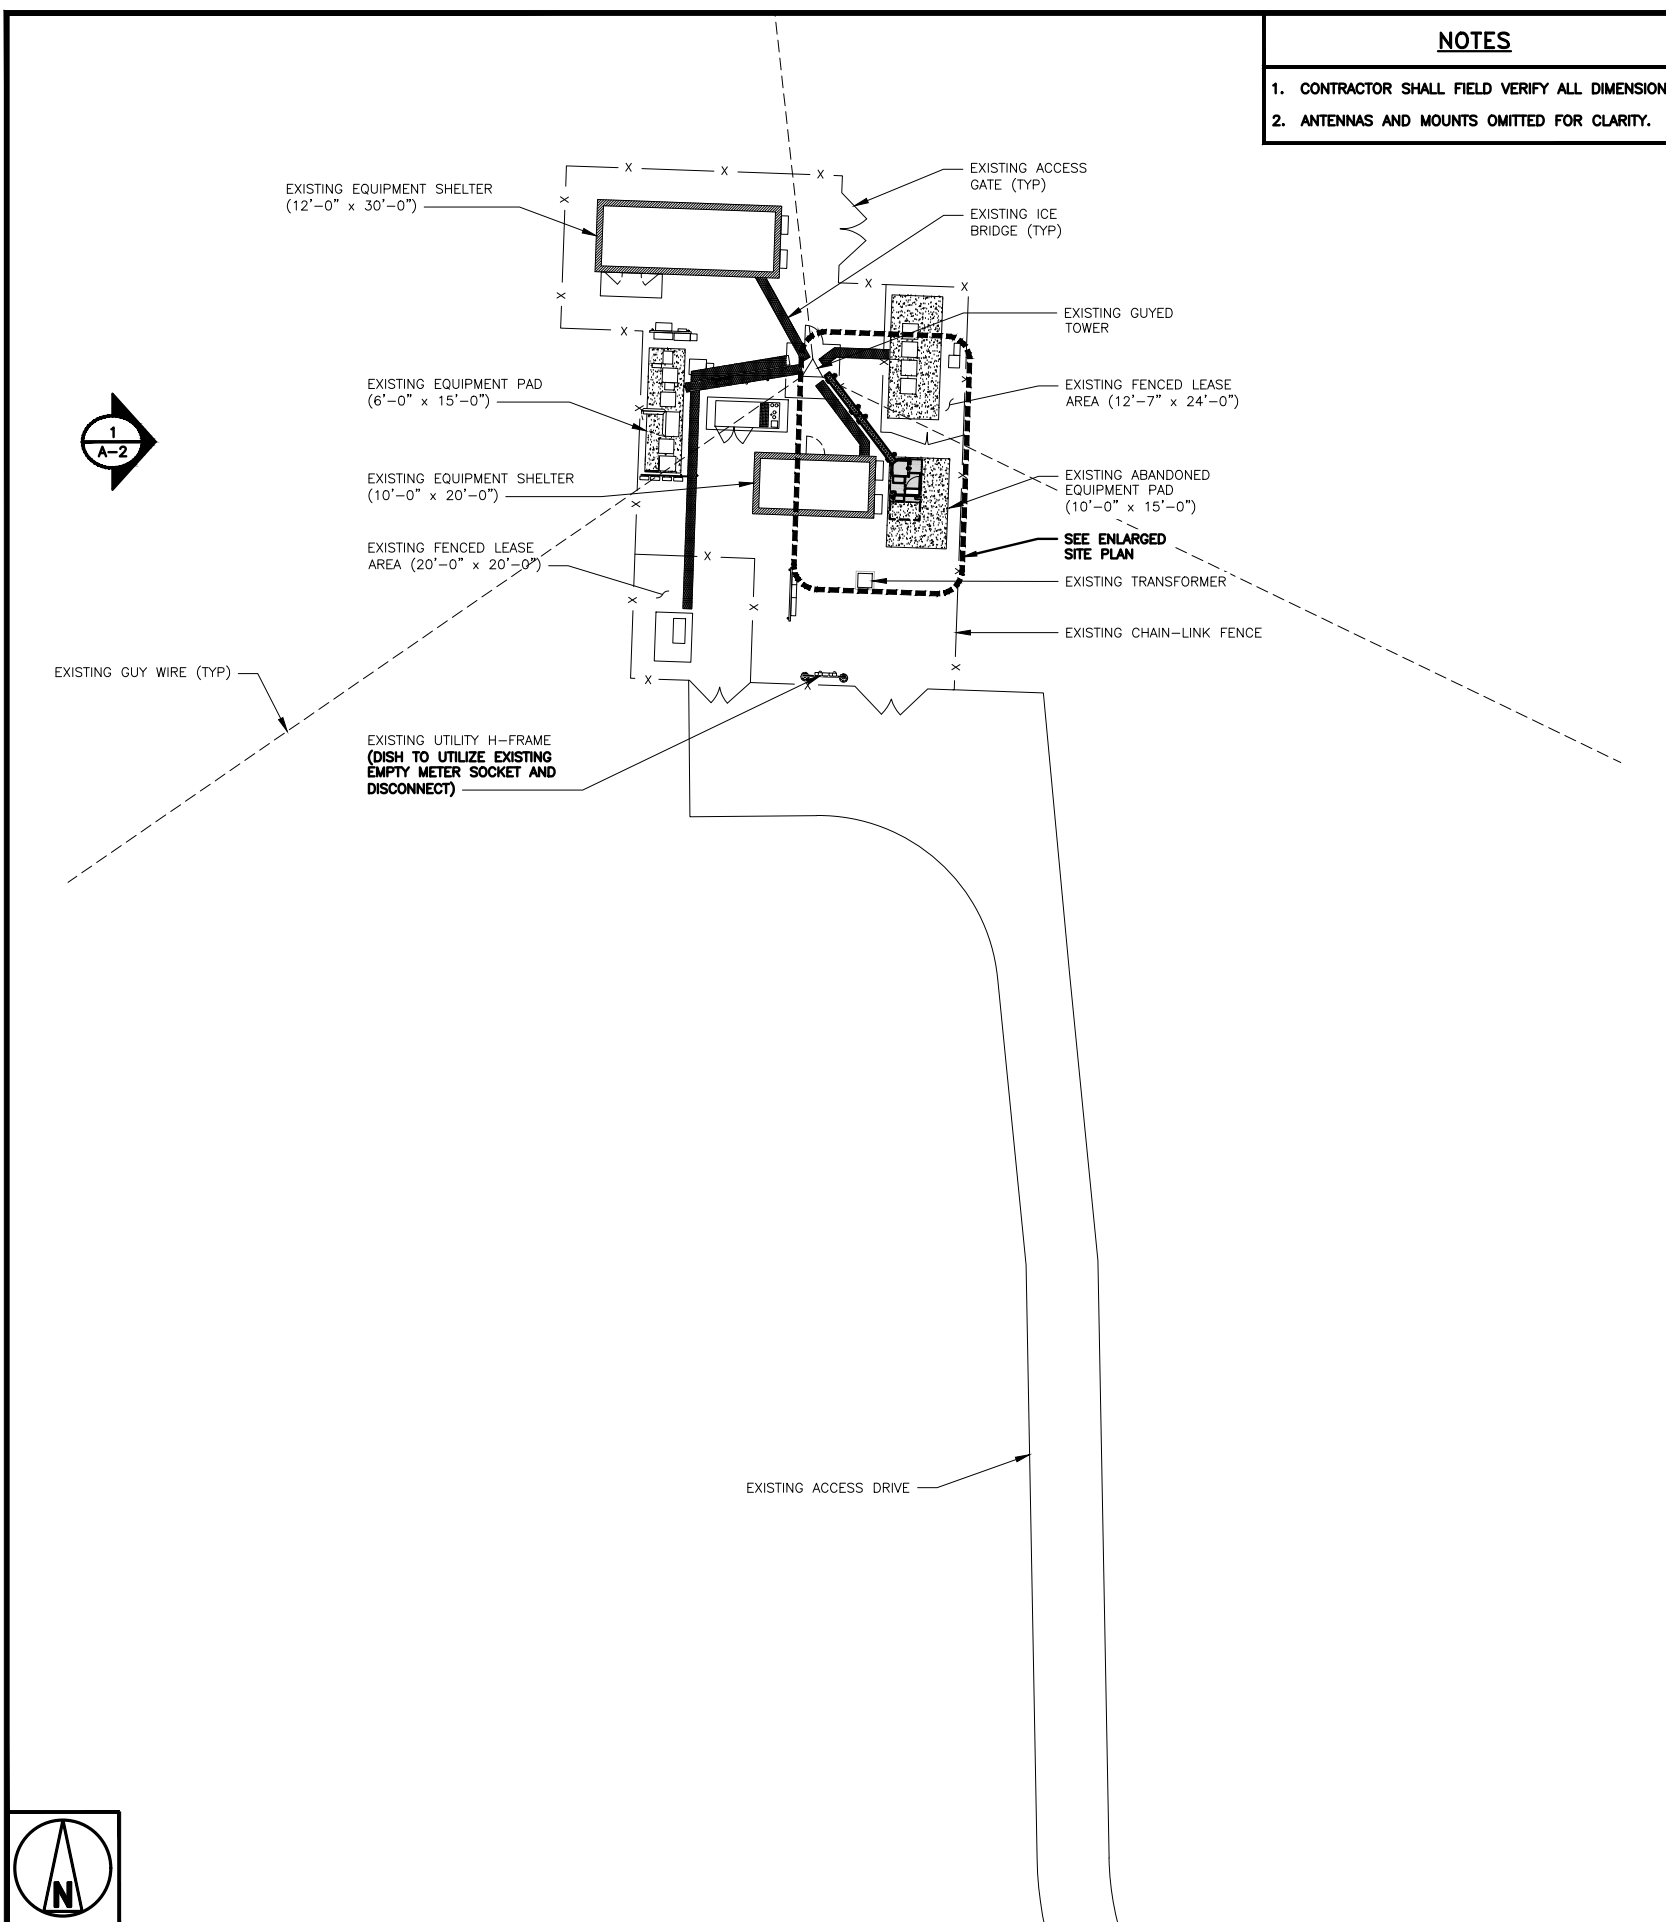 NOTES
1. CONTRACTOR SHALL FIELD VERIFY ALL DIMENSION
2. ANTENNAS AND MOUNTS OMITTED FOR CLARITY.
EXISTING EQUIPMENT SHELTER
(12'-0" x 30'-0")
EXISTING ACCESS
GATE (TYP)
EXISTING ICE
BRIDGE (TYP)
EXISTING GUYED
TOWER
EXISTING EQUIPMENT PAD
(6'-0" x 15'-0")
EXISTING FENCED LEASE
AREA (12'-7" x 24'-0")
1
A-2
EXISTING EQUIPMENT SHELTER
(10'-0" x 20'-0")
EXISTING ABANDONED
EQUIPMENT PAD
(10'-0" x 15'-0")
EXISTING FENCED LEASE
AREA (20'-0" x 20'-0")
SEE ENLARGED
SITE PLAN
EXISTING TRANSFORMER
EXISTING CHAIN-LINK FENCE
EXISTING GUY WIRE (TYP)
EXISTING UTILITY H-FRAME
(DISH TO UTILIZE EXISTING
EMPTY METER SOCKET AND
DISCONNECT)
EXISTING ACCESS DRIVE
N